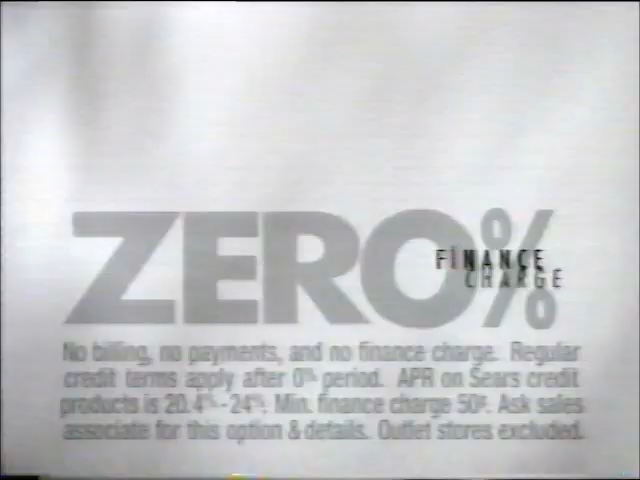 ZERO%
FINANCE
CHARGE
No billing, no payments, and no finance charge. Regular
credit terms apply after 0% period. APR on Sears credit
products is 20.4%-24%. Min. finance charge 50¢. Ask sales
associate for this option & details. Outlet stores excluded.